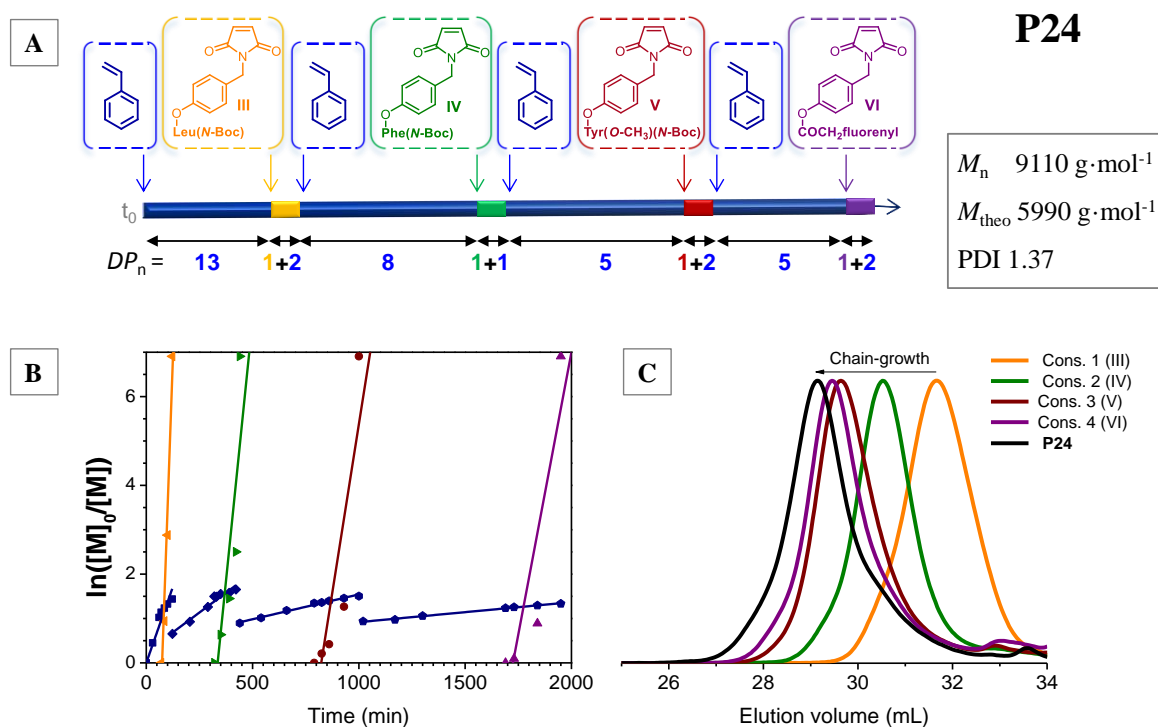 A
P24
III
Leu(N-Boc)
IV
Phe(N-Boc)
V
Tyr(O-CH₃)(N-Boc)
VI
COCH₂fluorenyl
O O N O
O O N O
O O N O
O O N O
t₀
DPₙ = 13 1+2 8 1+1 5 1+2 5 1+2
Mₙ 9110 g·mol⁻¹
Mtheo 5990 g·mol⁻¹
PDI 1.37
B
ln([M]₀/[M])
6
4
2
0
0 500 1000 1500 2000
Time (min)
C
Chain-growth
Cons. 1 (III)
Cons. 2 (IV)
Cons. 3 (V)
Cons. 4 (VI)
P24
26 28 30 32 34
Elution volume (mL)